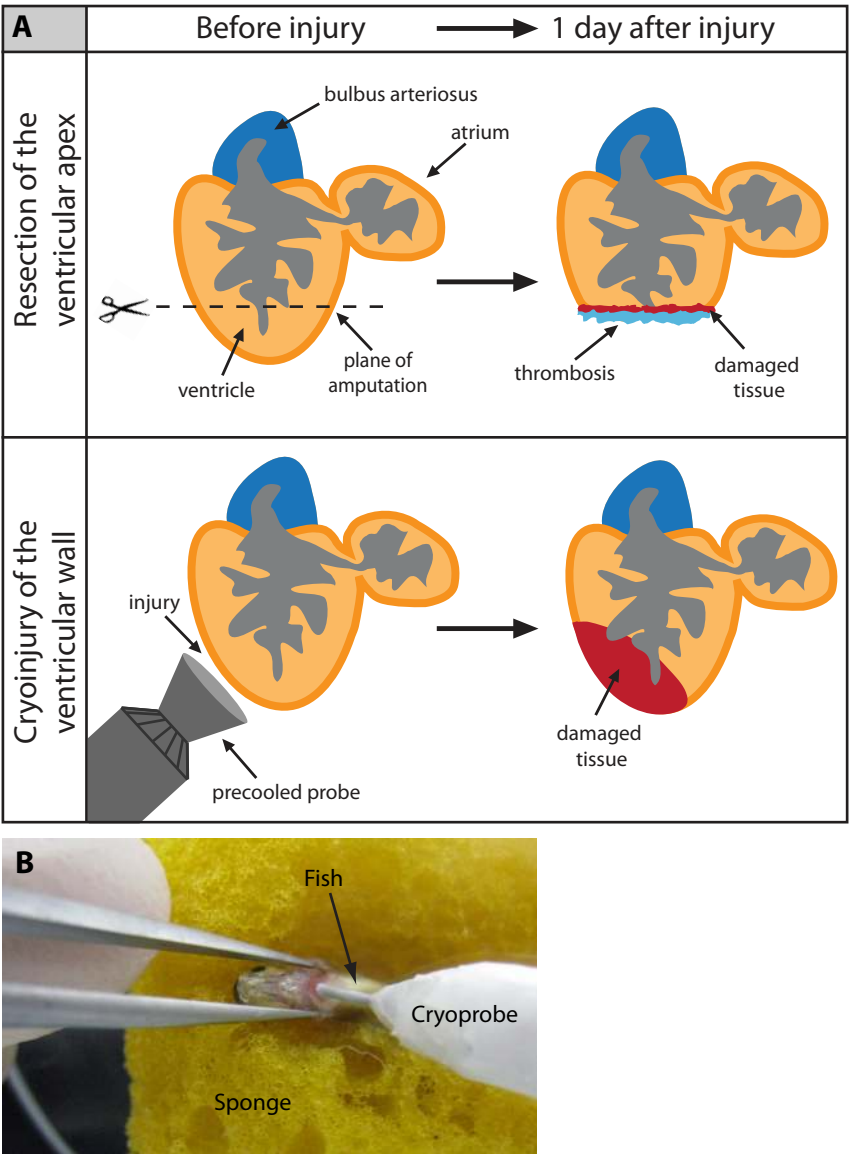 A
Before injury
1 day after injury
Resection of the
ventricular apex
bulbus arteriosus
atrium
ventricle
plane of
amputation
thrombosis
damaged
tissue
Cryoinjury of the
ventricular wall
injury
precooled probe
damaged
tissue
B
Fish
Cryoprobe
Sponge